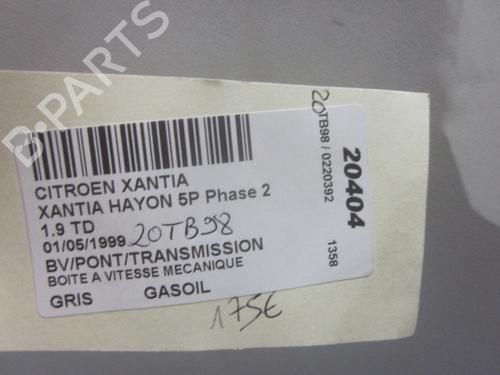 B-PARTS
CITROEN XANTIA
XANTIA HAYON 5P Phase 2
1.9 TD
01/05/1999 20TB98
BV/PONT/TRANSMISSION
BOITE A VITESSE MECANIQUE
GRIS GASOIL
20TB98 / 0220392
20404
1358
175€